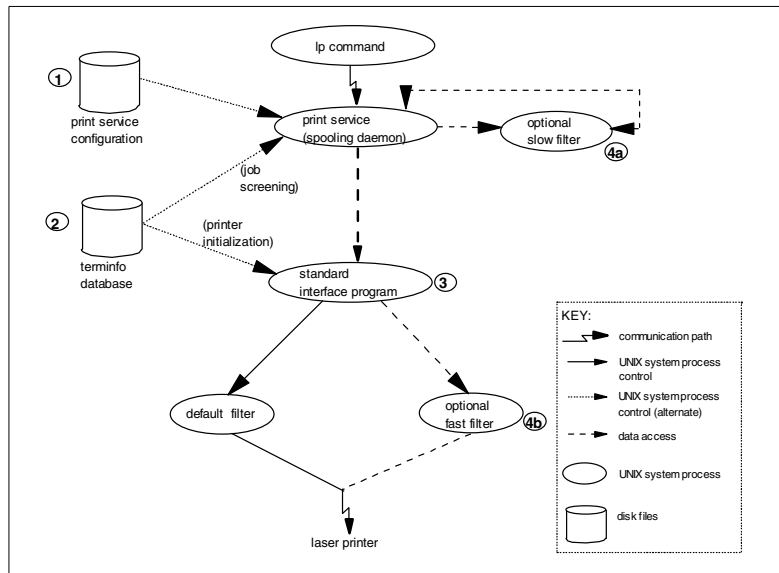 lp command
1
print service
configuration
print service
(spooling daemon)
optional
slow filter
4a
(job
screening)
2
(printer
initialization)
terminfo
database
standard
interface program
3
default filter
optional
fast filter
4b
laser printer
KEY:
communication path
UNIX system process
control
UNIX system process
control (alternate)
data access
UNIX system process
disk files